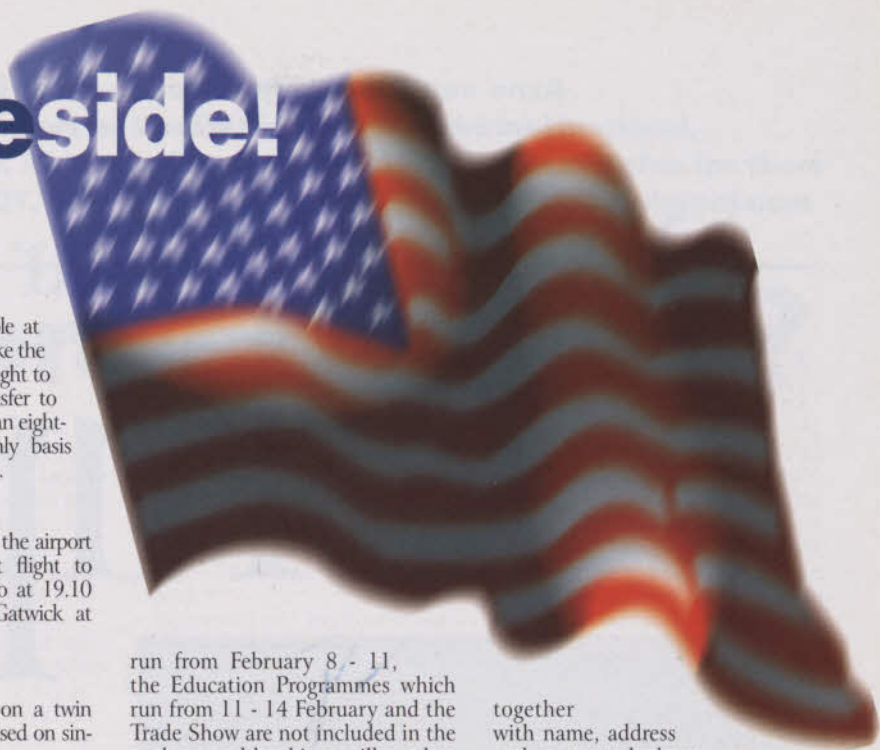 eside!
le at
ke the
ght to
sfer to
an eight-
nly basis
.
the airport
t flight to
o at 19.10
Gatwick at
on a twin
sed on sin-
run from February 8 - 11,
the Education Programmes which
run from 11 - 14 February and the
Trade Show are not included in the
together
with name, address